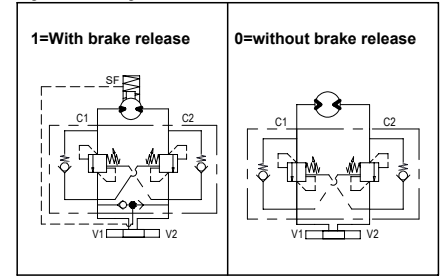 1=With brake release
0=without brake release
SF
C1
C2
C1
C2
V1
V2
V1
V2